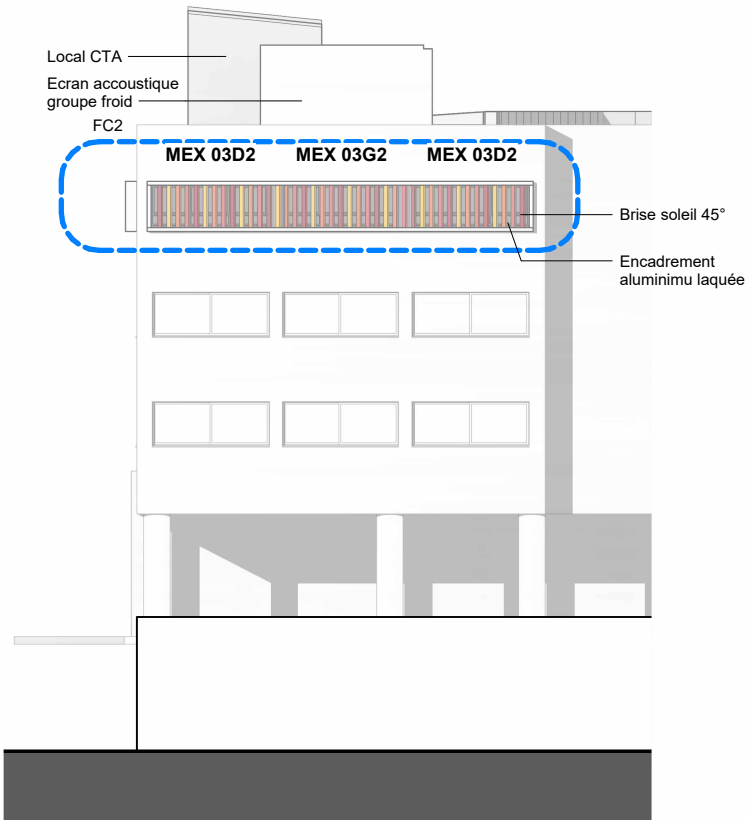 Local CTA
Ecran accoustique
groupe froid
FC2
MEX 03D2 MEX 03G2 MEX 03D2
Brise soleil 45°
Encadrement
aluminimu laquée